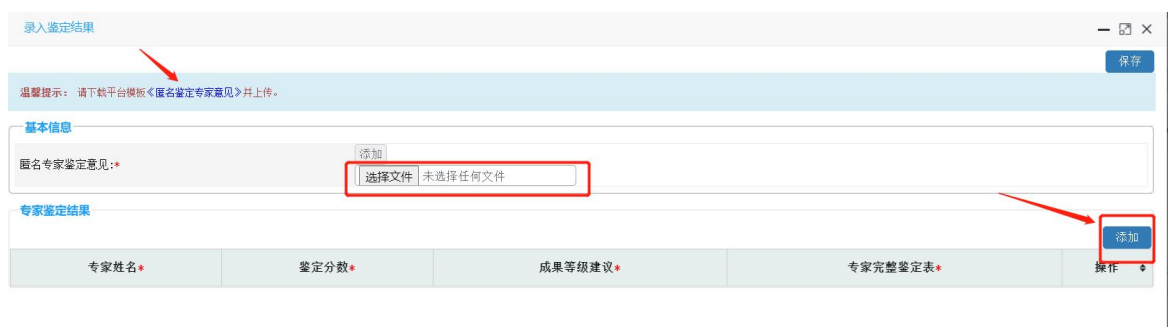 录入鉴定结果
保存
温馨提示： 请下载平台模板《匿名鉴定专家意见》并上传。
基本信息
添加
匿名专家鉴定意见:*
选择文件 未选择任何文件
专家鉴定结果
添加
专家姓名* 鉴定分数* 成果等级建议* 专家完整鉴定表* 操作